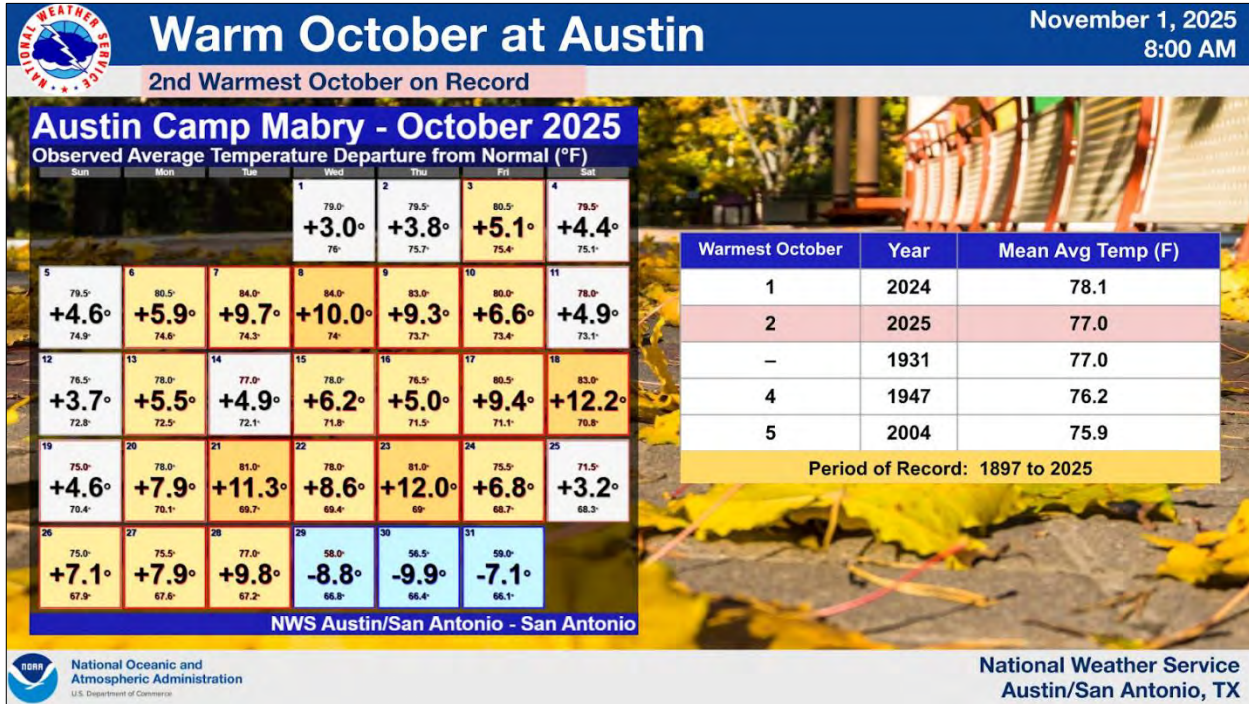 NATIONAL WEATHER SERVICE
Warm October at Austin
November 1, 2025
8:00 AM
2nd Warmest October on Record
Austin Camp Mabry - October 2025
Observed Average Temperature Departure from Normal (°F)
Sun Mon Tue Wed Thu Fri Sat
1 2 3 4
79.0° 79.5° 80.5° 79.5°
+3.0° +3.8° +5.1° +4.4°
76° 75.7° 75.4° 75.1°
5 6 7 8 9 10 11
79.5° 80.5° 84.0° 84.0° 83.0° 80.0° 78.0°
+4.6° +5.9° +9.7° +10.0° +9.3° +6.6° +4.9°
74.9° 74.6° 74.3° 74° 73.7° 73.4° 73.1°
12 13 14 15 16 17 18
76.5° 78.0° 77.0° 78.0° 76.5° 80.5° 83.0°
+3.7° +5.5° +4.9° +6.2° +5.0° +9.4° +12.2°
72.8° 72.5° 72.1° 71.8° 71.5° 71.1° 70.8°
19 20 21 22 23 24 25
75.0° 78.0° 81.0° 78.0° 81.0° 75.5° 71.5°
+4.6° +7.9° +11.3° +8.6° +12.0° +6.8° +3.2°
70.4° 70.1° 69.7° 69.4° 69° 68.7° 68.3°
26 27 28 29 30 31
75.0° 75.5° 77.0° 58.0° 56.5° 59.0°
+7.1° +7.9° +9.8° -8.8° -9.9° -7.1°
67.9° 67.6° 67.2° 66.8° 66.4° 66.1°
NWS Austin/San Antonio - San Antonio
Warmest October Year Mean Avg Temp (F)
1 2024 78.1
2 2025 77.0
– 1931 77.0
4 1947 76.2
5 2004 75.9
Period of Record: 1897 to 2025
NOAA
National Oceanic and
Atmospheric Administration
U.S. Department of Commerce
National Weather Service
Austin/San Antonio, TX